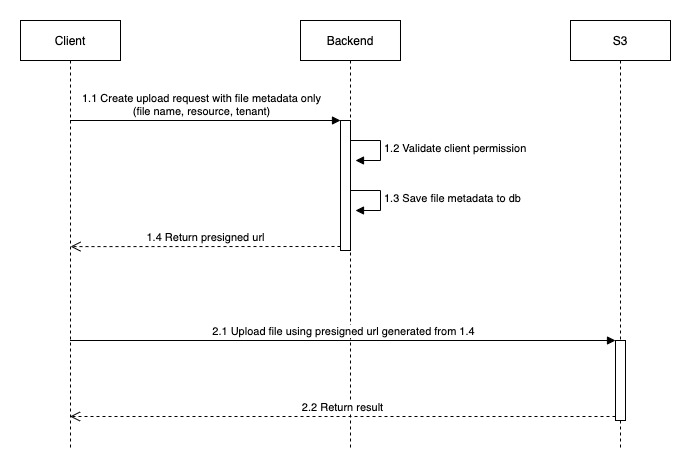 Client
Backend
S3
1.1 Create upload request with file metadata only
(file name, resource, tenant)
1.2 Validate client permission
1.3 Save file metadata to db
1.4 Return presigned url
2.1 Upload file using presigned url generated from 1.4
2.2 Return result